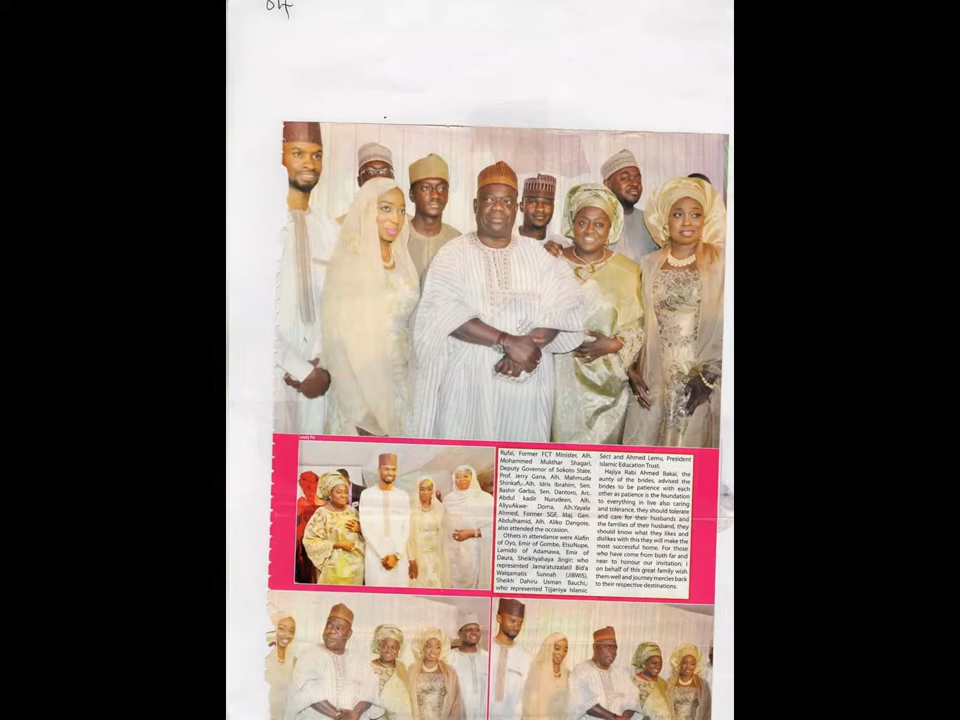 04
Family Pix
Rufai, Former FCT Minister, Alh.
Mohammed Mukthar Shagari,
Deputy Governor of Sokoto State,
Prof. Jerry Gana, Alh. Mahmuda
Shinkafi,. Alh. Idris Ibrahim, Sen.
Bashir Garba, Sen. Dantoro, Arc.
Abdul kadir Nurudeen, Alh.
AliyuAkwe- Doma, Alh.Yayale
Ahmed, Former SGF, Maj. Gen.
Abdulhamid, Alh. Aliko Dangote,
also attended the occasion.
Others in attendance were Alafin
of Oyo, Emir of Gombe, EtsuNupe,
Lamido of Adamawa, Emir of
Daura, Sheikhyahaya Jingir; who
represented Jama'atulzalatil Bid'a
Walqamatis Sunnah (JIBWIS),
Sheikh Dahiru Usman Bauchi,;
who represented Tijjaniya Islamic
Sect and Ahmed Lemu, President
Islamic Education Trust.
Hajiya Rabi Ahmed Bakai, the
aunty of the brides, advised the
brides to be patience with each
other as patience is the foundation
to everything in live also caring
and tolerance, they should tolerate
and care for their husbands and
the families of their husband, they
should know what they likes and
dislikes with this they will make the
most successful home. For those
who have come from both far and
near to honour our invitation; I
on behalf of this great family wish
them well and journey mercies back
to their respective destinations.